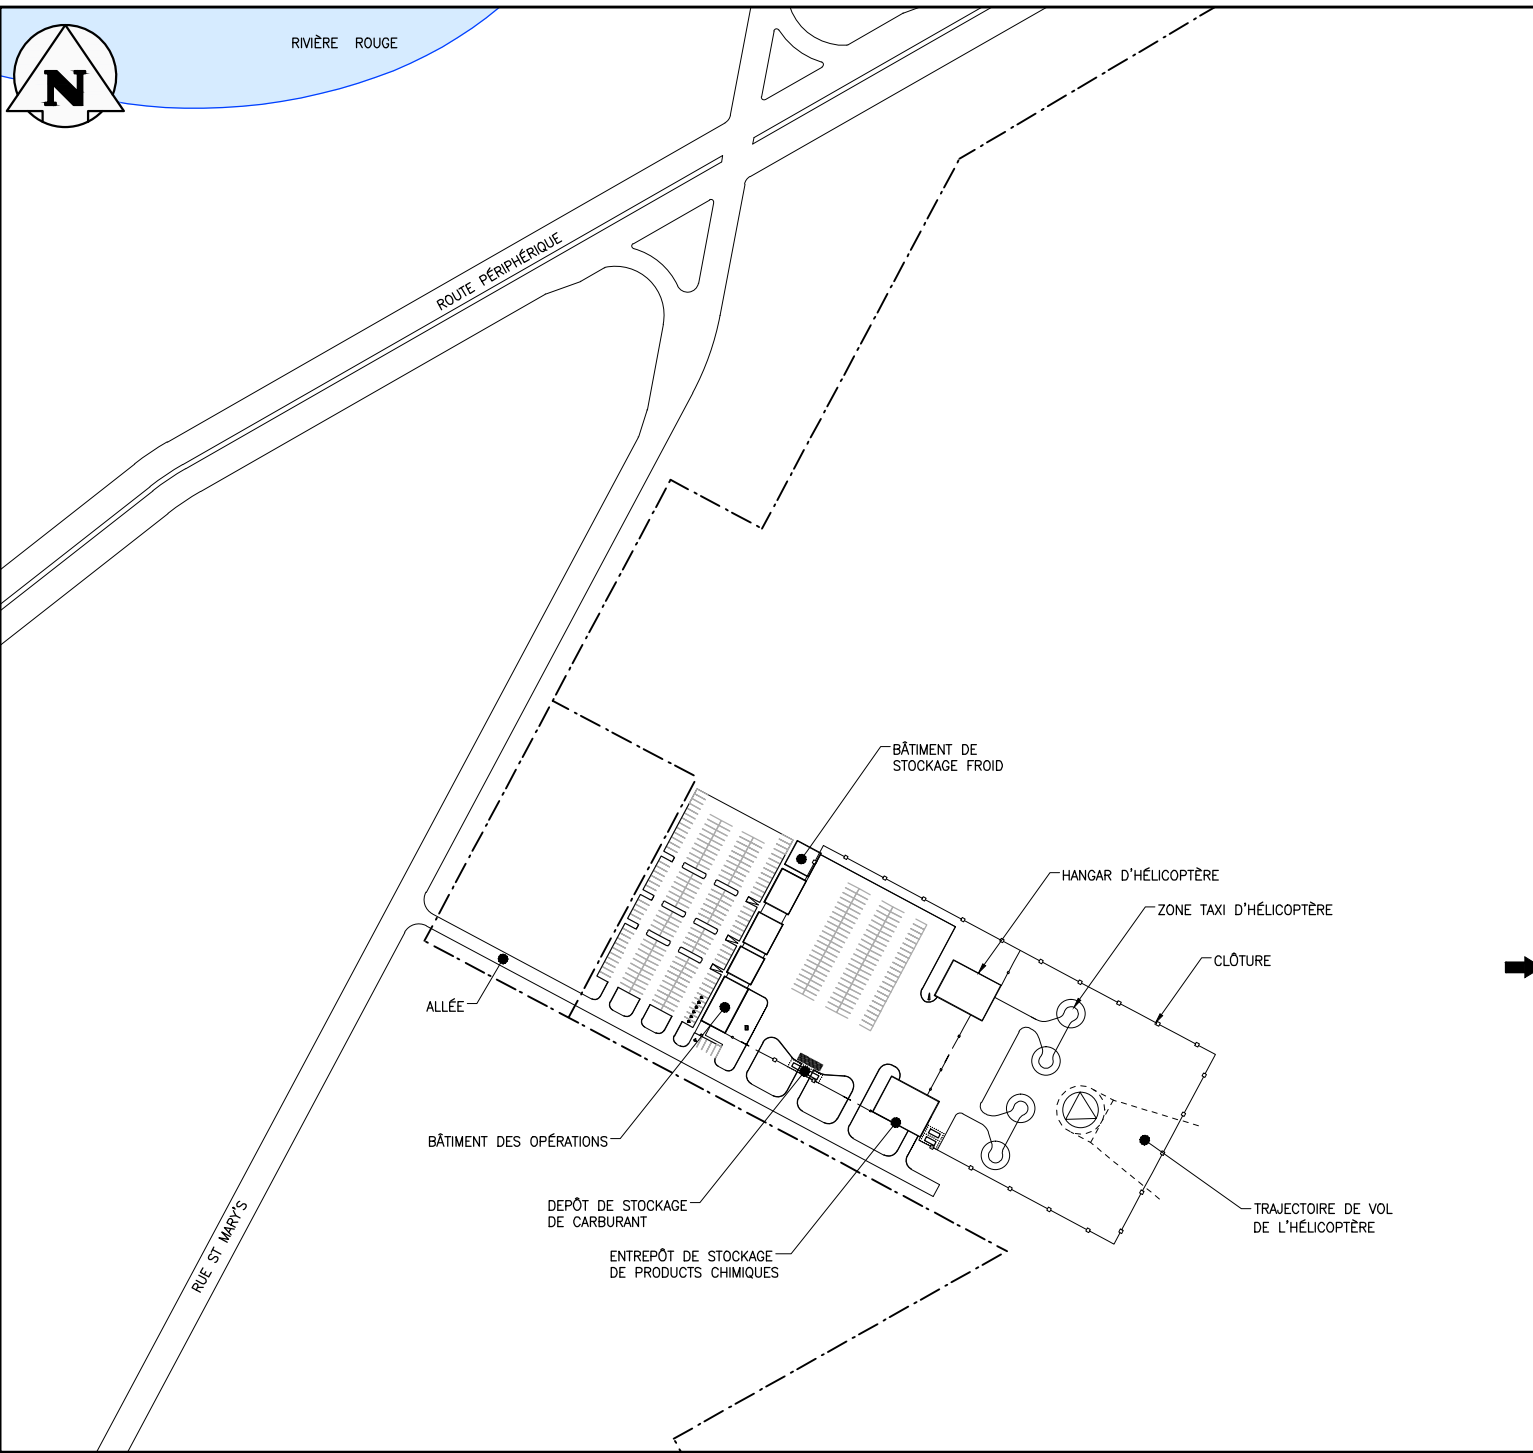 RIVIÈRE ROUGE
N
ROUTE PÉRIPHÉRIQUE
BÂTIMENT DE
STOCKAGE FROID
HANGAR D'HÉLICOPTÈRE
ZONE TAXI D'HÉLICOPTÈRE
CLÔTURE
ALLÉE
BÂTIMENT DES OPÉRATIONS
DEPÔT DE STOCKAGE
DE CARBURANT
ENTREPÔT DE STOCKAGE
DE PRODUCTS CHIMIQUES
TRAJECTOIRE DE VOL
DE L'HÉLICOPTÈRE
RUE ST MARY'S